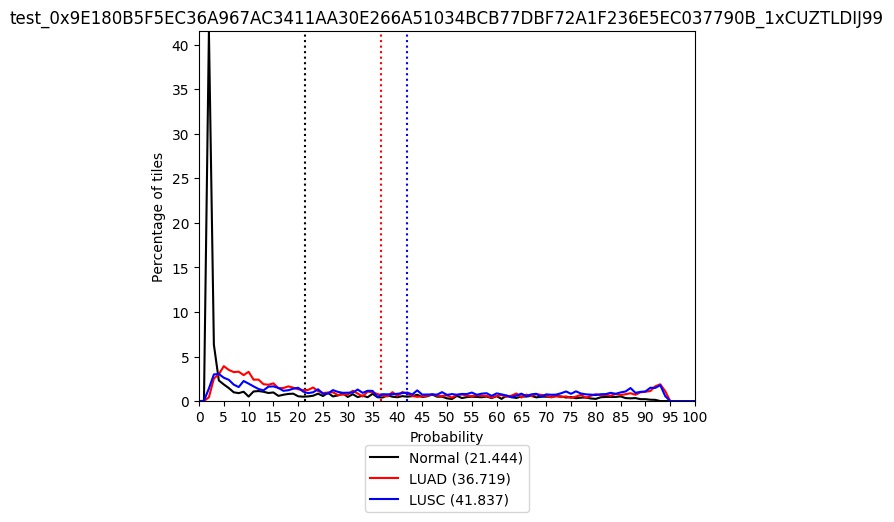 test_0x9E180B5F5EC36A967AC3411AA30E266A51034BCB77DBF72A1F236E5EC037790B_1xCUZTLDIJ99
40
35
30
25
20
15
10
5
0
Percentage of tiles
0 5 10 15 20 25 30 35 40 45 50 55 60 65 70 75 80 85 90 95 100
Probability
Normal (21.444)
LUAD (36.719)
LUSC (41.837)